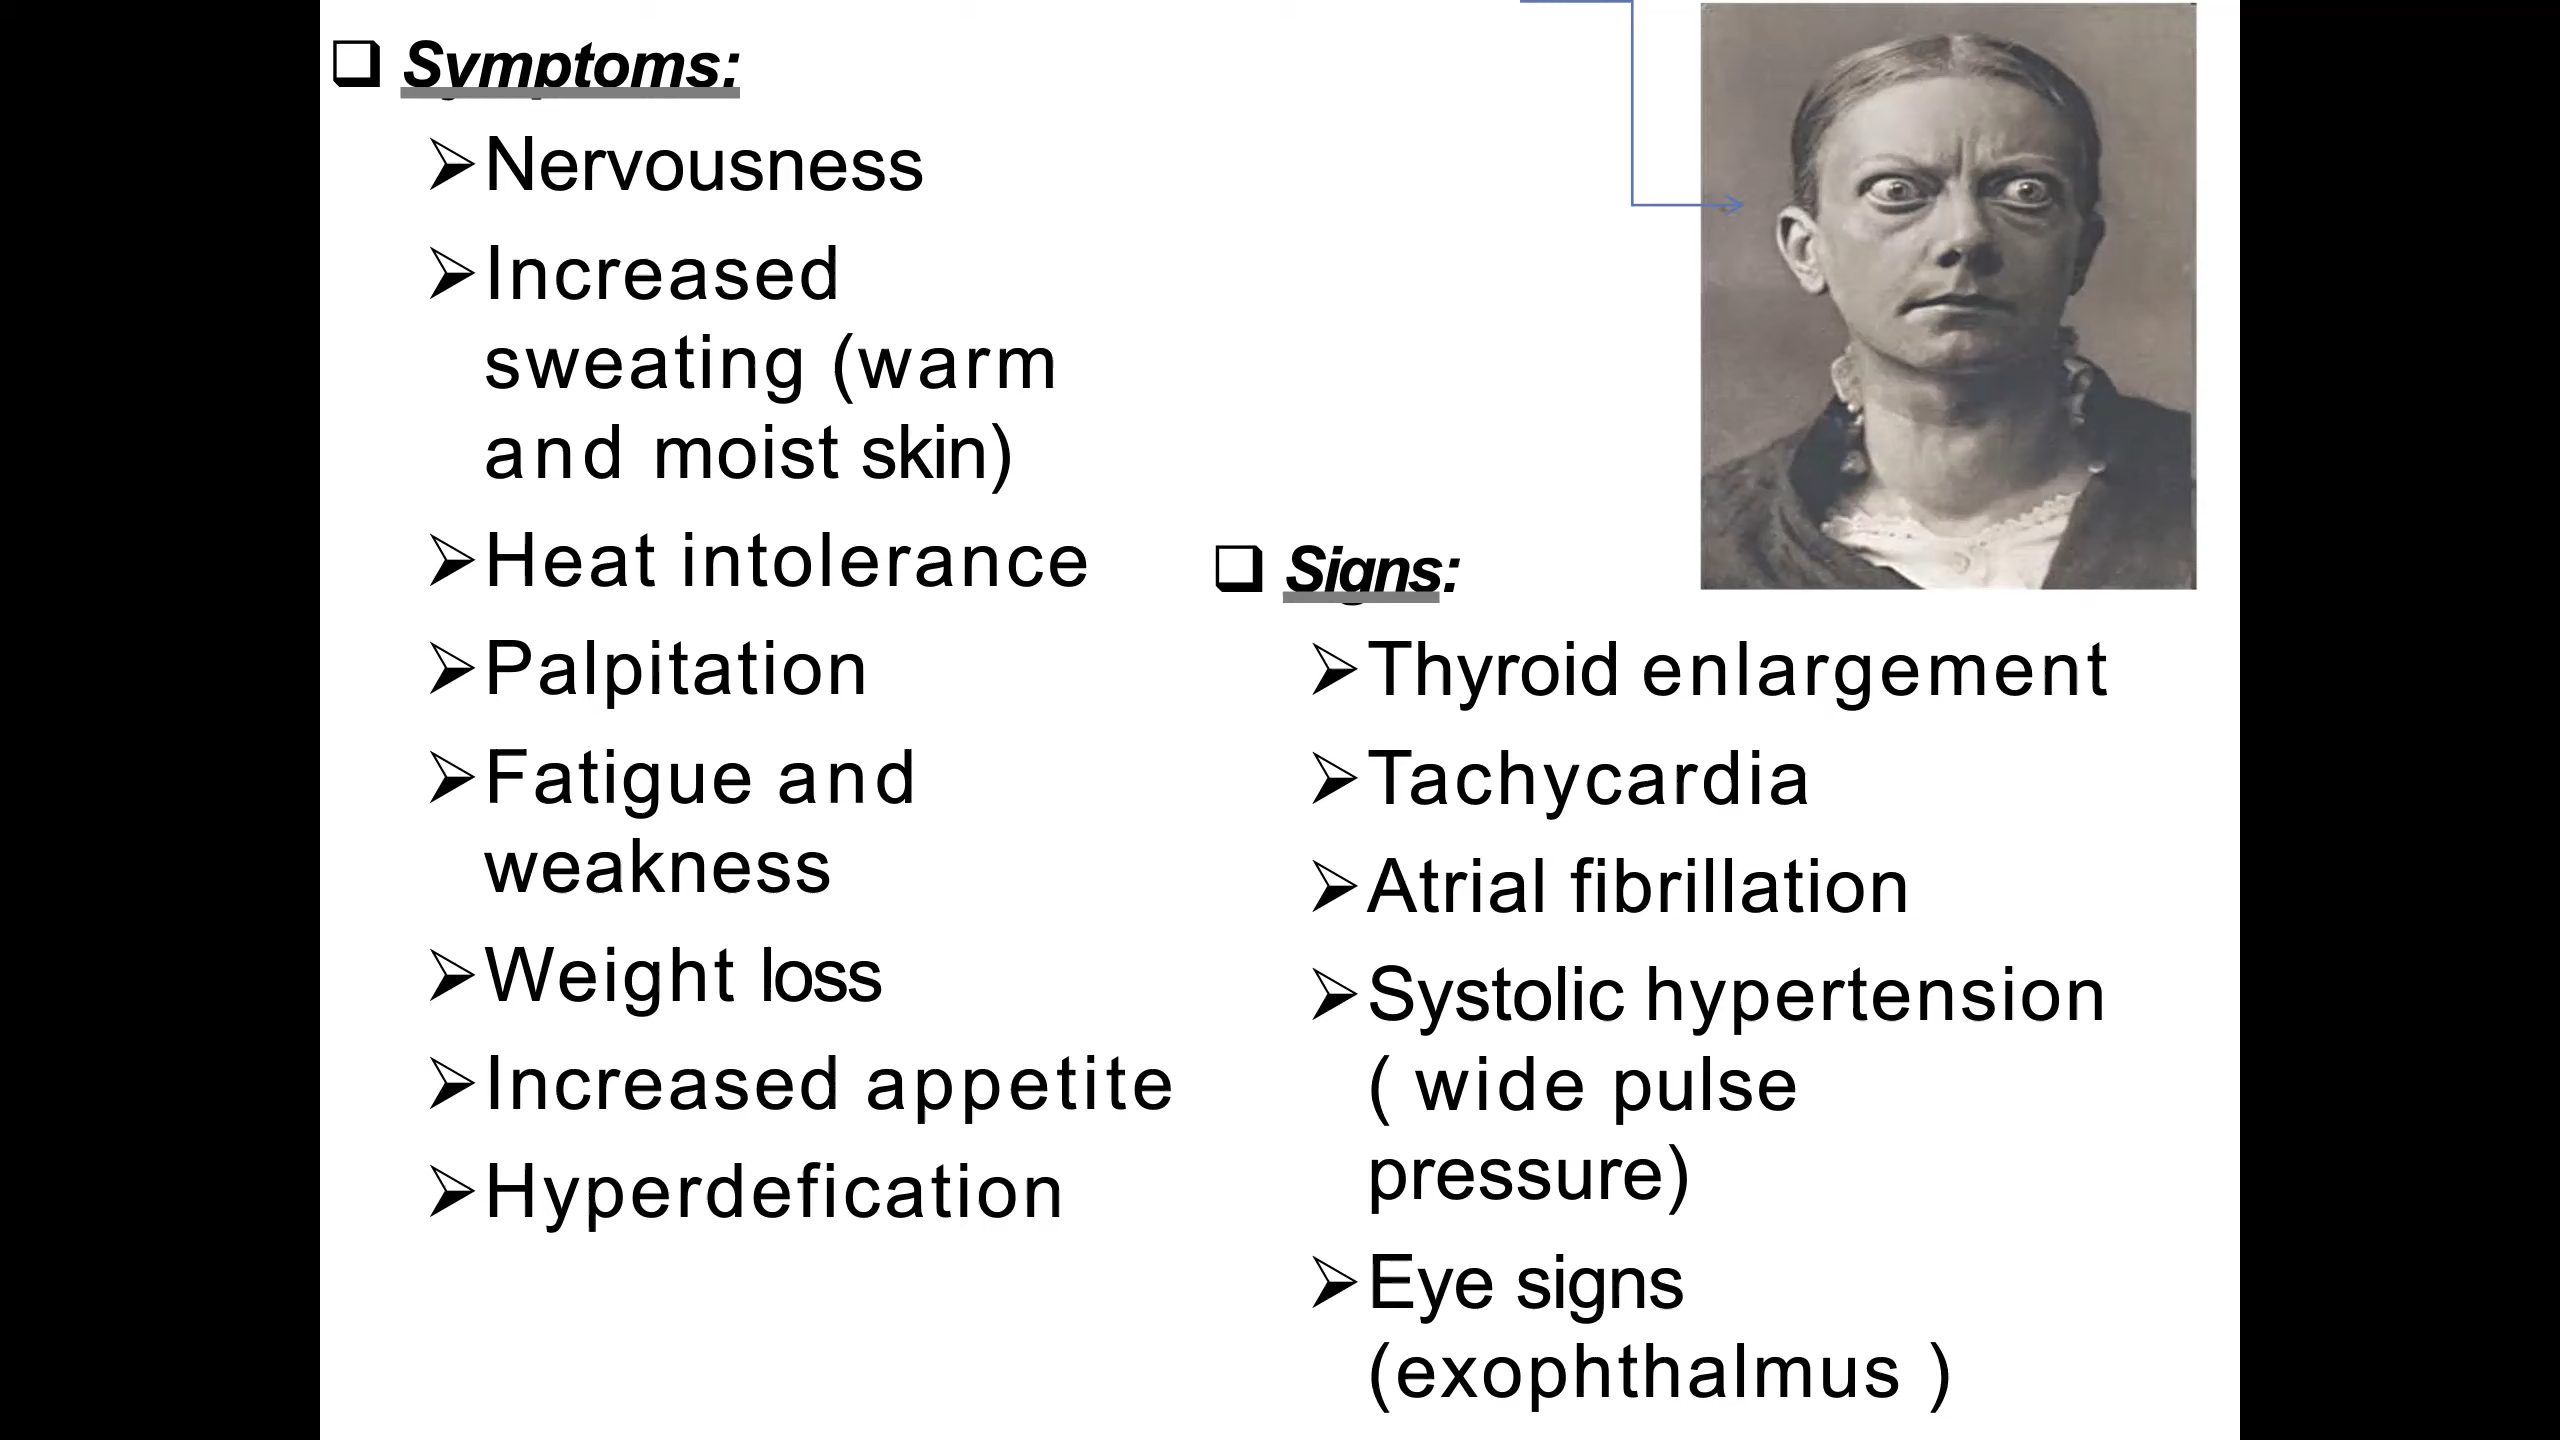 Symptoms:
Nervousness
Increased
sweating (warm
and moist skin)
Heat intolerance
Palpitation
Fatigue and
weakness
Weight loss
Increased appetite
Hyperdefication
Signs:
Thyroid enlargement
Tachycardia
Atrial fibrillation
Systolic hypertension
( wide pulse
pressure)
Eye signs
(exophthalmus )